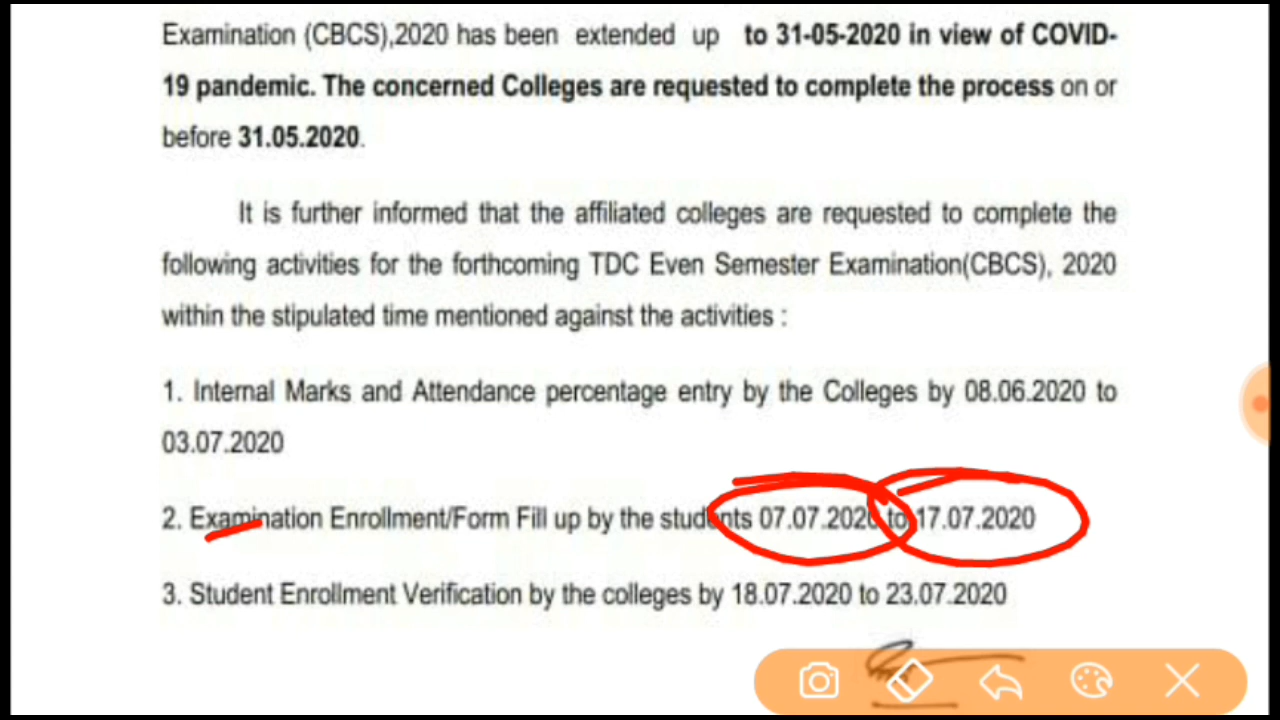 Examination (CBCS),2020 has been extended up to 31-05-2020 in view of COVID-
19 pandemic. The concerned Colleges are requested to complete the process on or
before 31.05.2020.
It is further informed that the affiliated colleges are requested to complete the
following activities for the forthcoming TDC Even Semester Examination(CBCS), 2020
within the stipulated time mentioned against the activities :
1. Internal Marks and Attendance percentage entry by the Colleges by 08.06.2020 to
03.07.2020
2. Examination Enrollment/Form Fill up by the students 07.07.2020 to 17.07.2020
3. Student Enrollment Verification by the colleges by 18.07.2020 to 23.07.2020